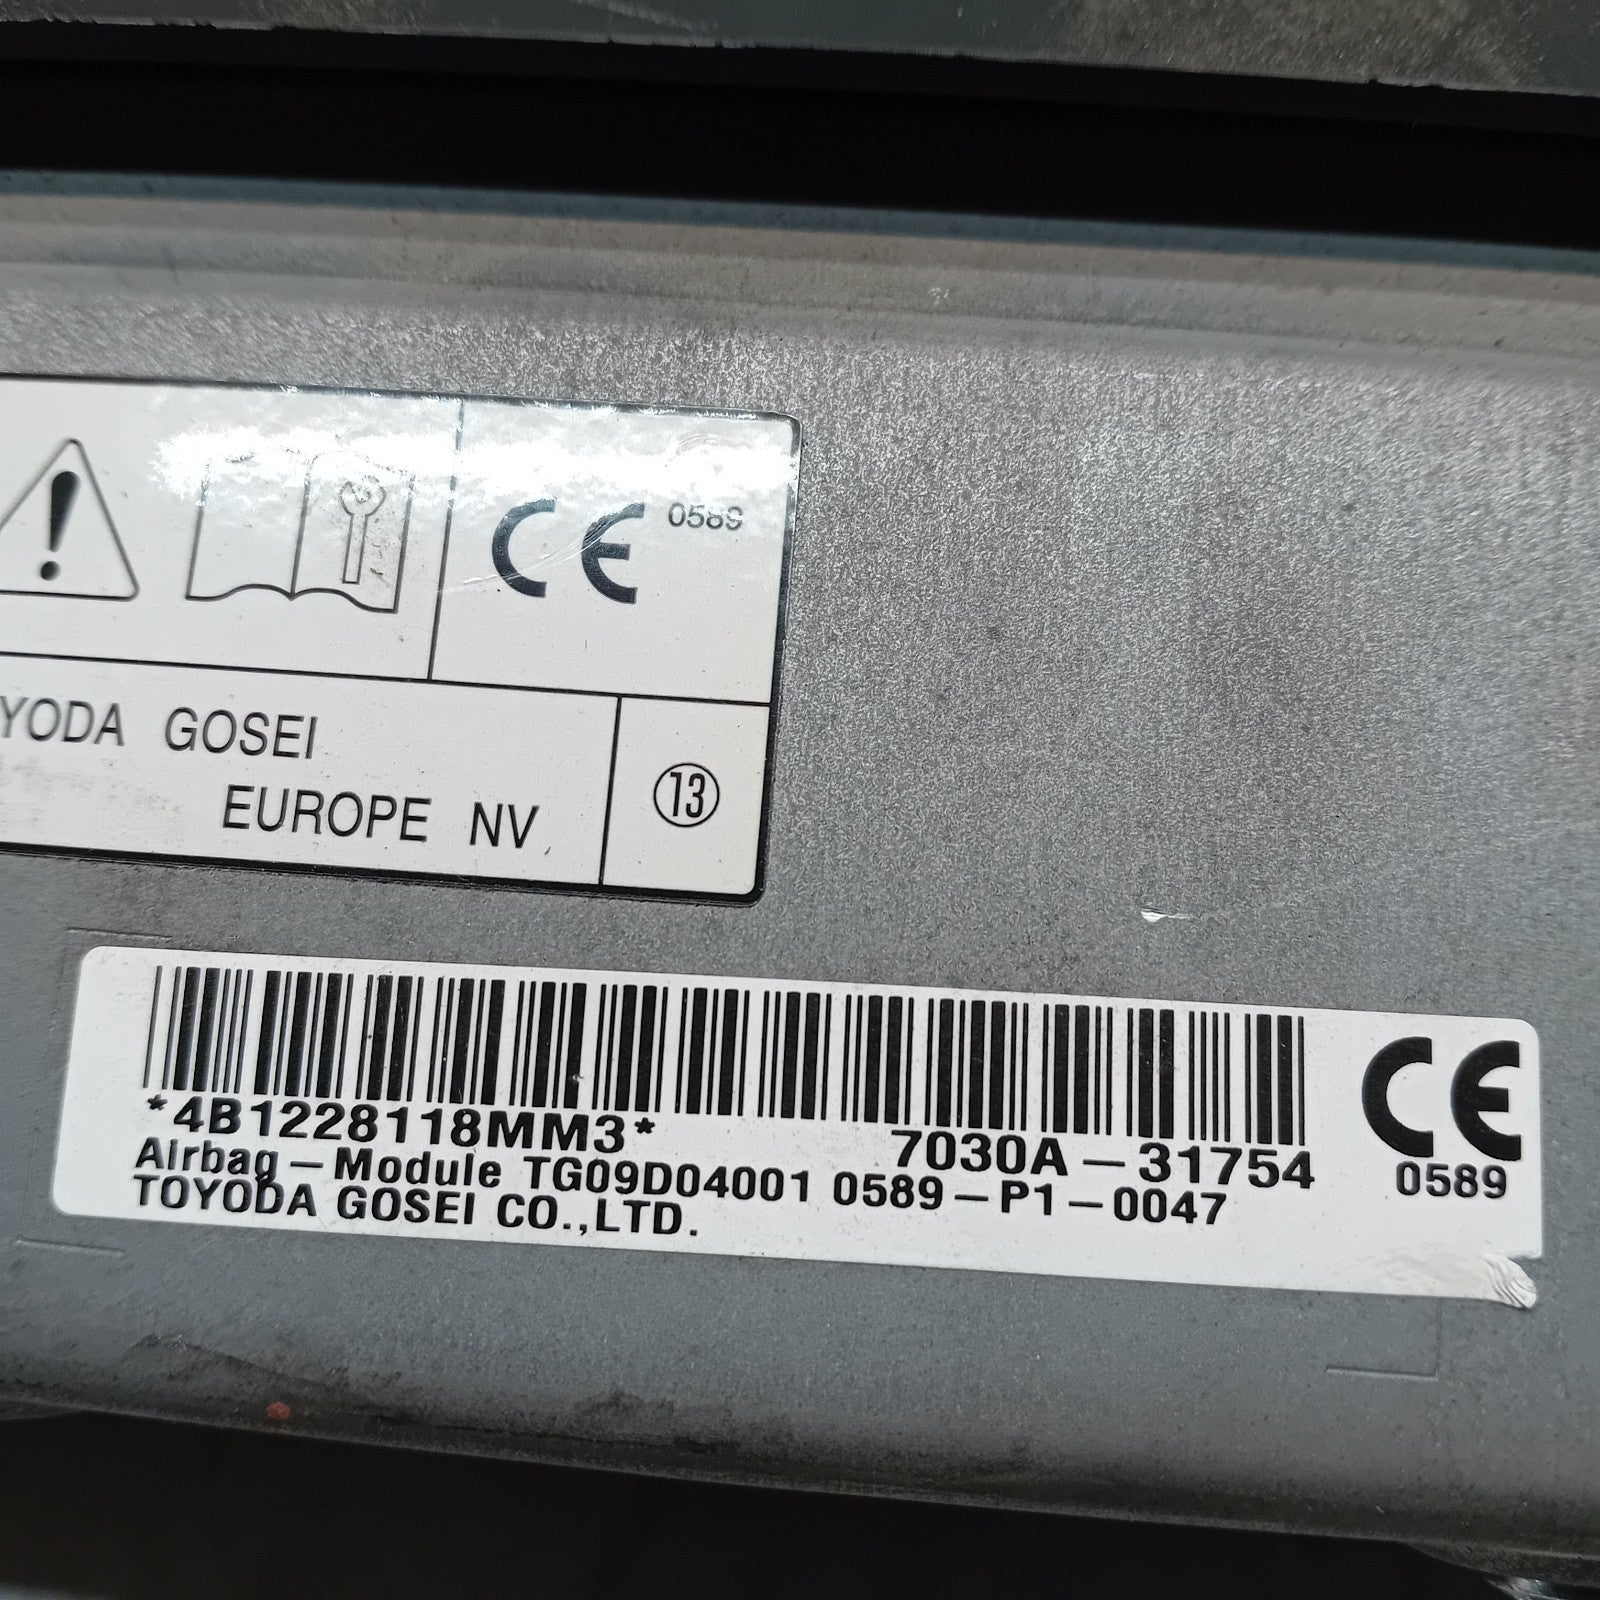 CE 0589
YODA GOSEI
EUROPE NV
13
*4B1228118MM3* 7030A-31754
Airbag-Module TG09D04001 0589-P1-0047
TOYODA GOSEI CO.,LTD.
CE
0589